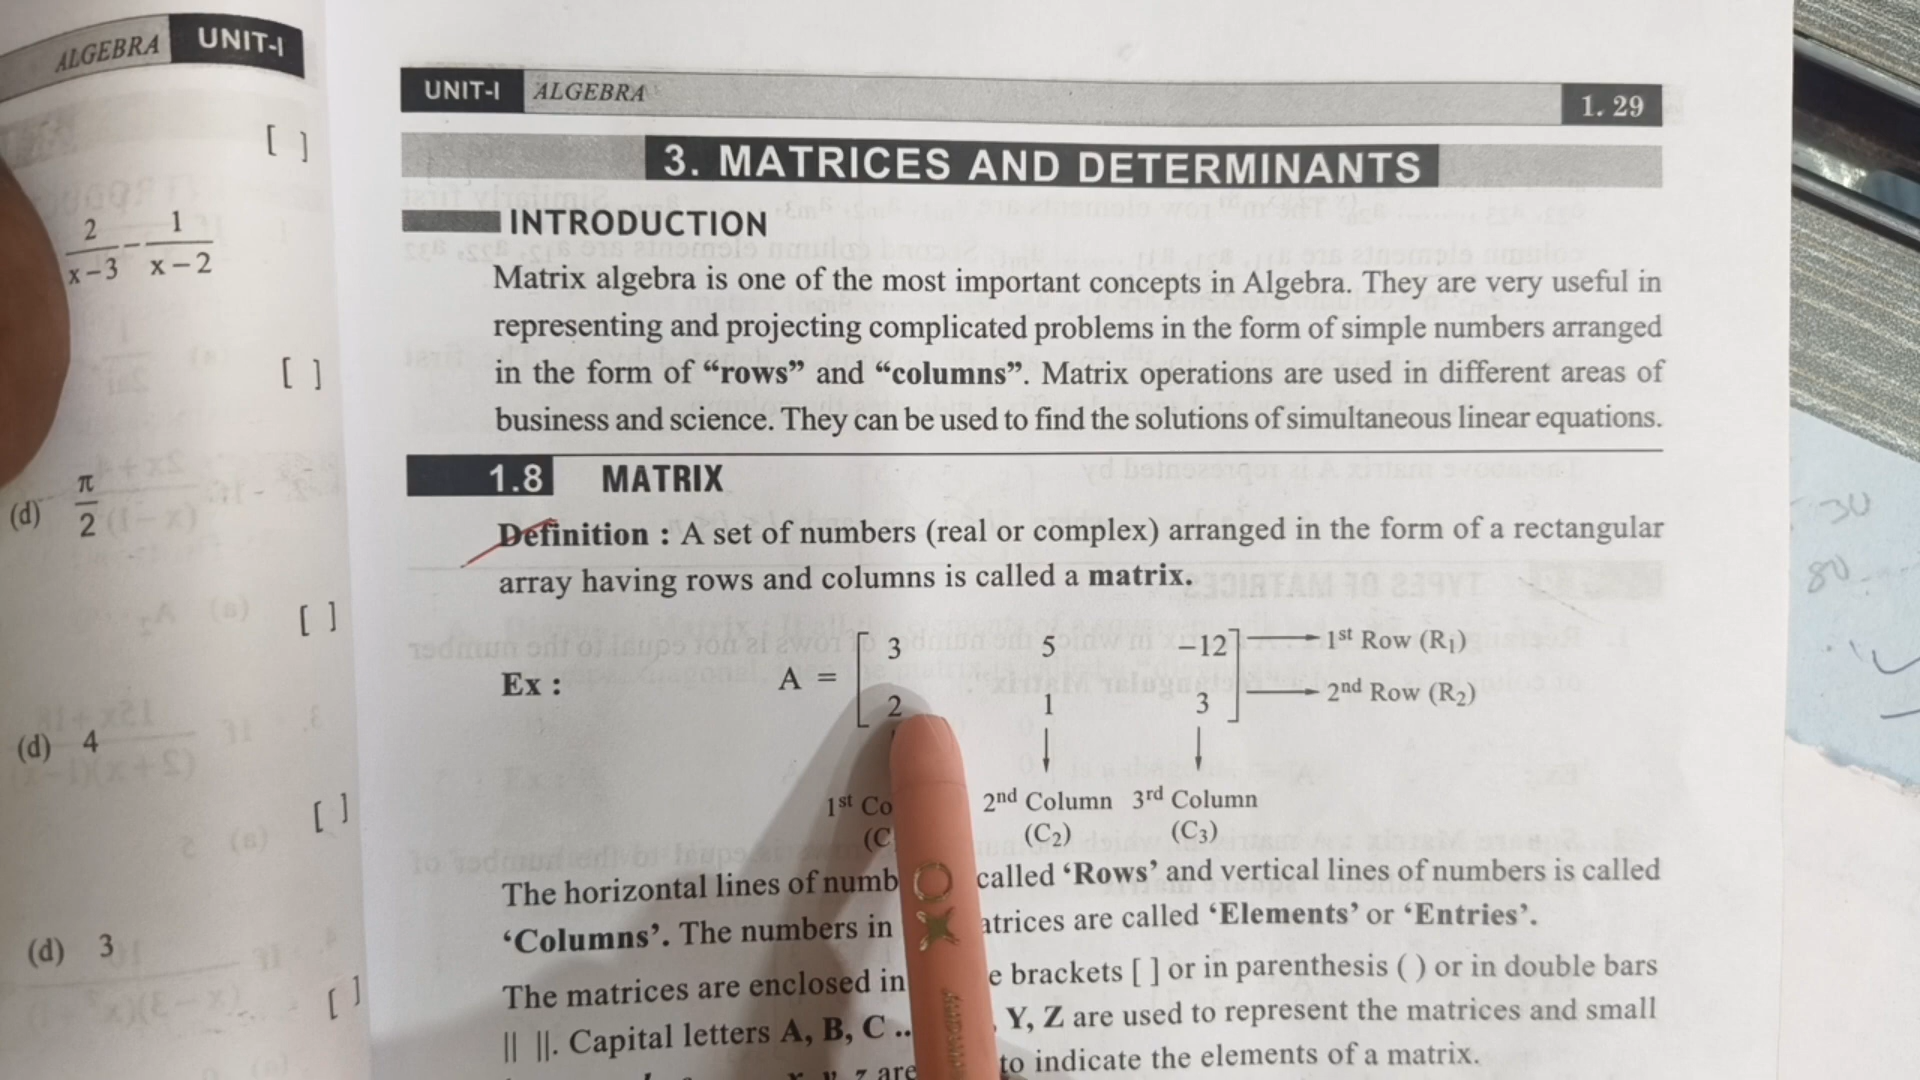 ALGEBRA UNIT-I
[ ]
2/(x-3) - 1/(x-2)
[ ]
(d) π/2
[ ]
(d) 4
[ ]
(d) 3
[ ]
UNIT-I ALGEBRA 1. 29
3. MATRICES AND DETERMINANTS
INTRODUCTION
Matrix algebra is one of the most important concepts in Algebra. They are very useful in
representing and projecting complicated problems in the form of simple numbers arranged
in the form of “rows” and “columns”. Matrix operations are used in different areas of
business and science. They can be used to find the solutions of simultaneous linear equations.
1.8 MATRIX
Definition : A set of numbers (real or complex) arranged in the form of a rectangular
array having rows and columns is called a matrix.
3 5 -12 1st Row (R1)
Ex : A =
2 1 3 2nd Row (R2)
1st Co 2nd Column 3rd Column
(C (C2) (C3)
The horizontal lines of numb called ‘Rows’ and vertical lines of numbers is called
‘Columns’. The numbers in atrices are called ‘Elements’ or ‘Entries’.
The matrices are enclosed in e brackets [ ] or in parenthesis ( ) or in double bars
|| ||. Capital letters A, B, C .. Y, Z are used to represent the matrices and small
z are to indicate the elements of a matrix.
30
80